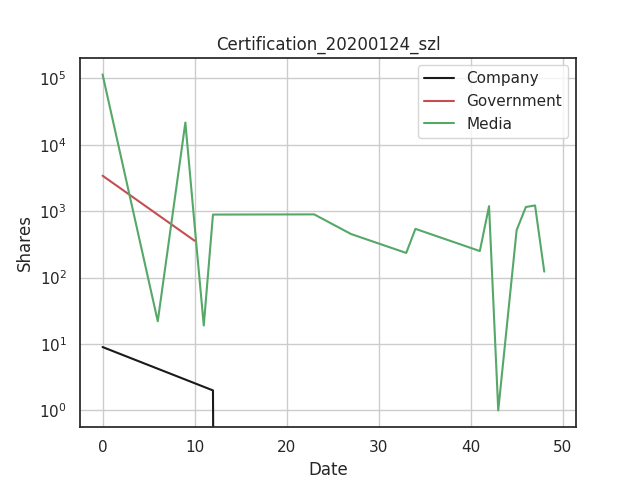 Certification_20200124_szl
Company
Government
Media
Shares
10^5
10^4
10^3
10^2
10^1
10^0
0 10 20 30 40 50
Date